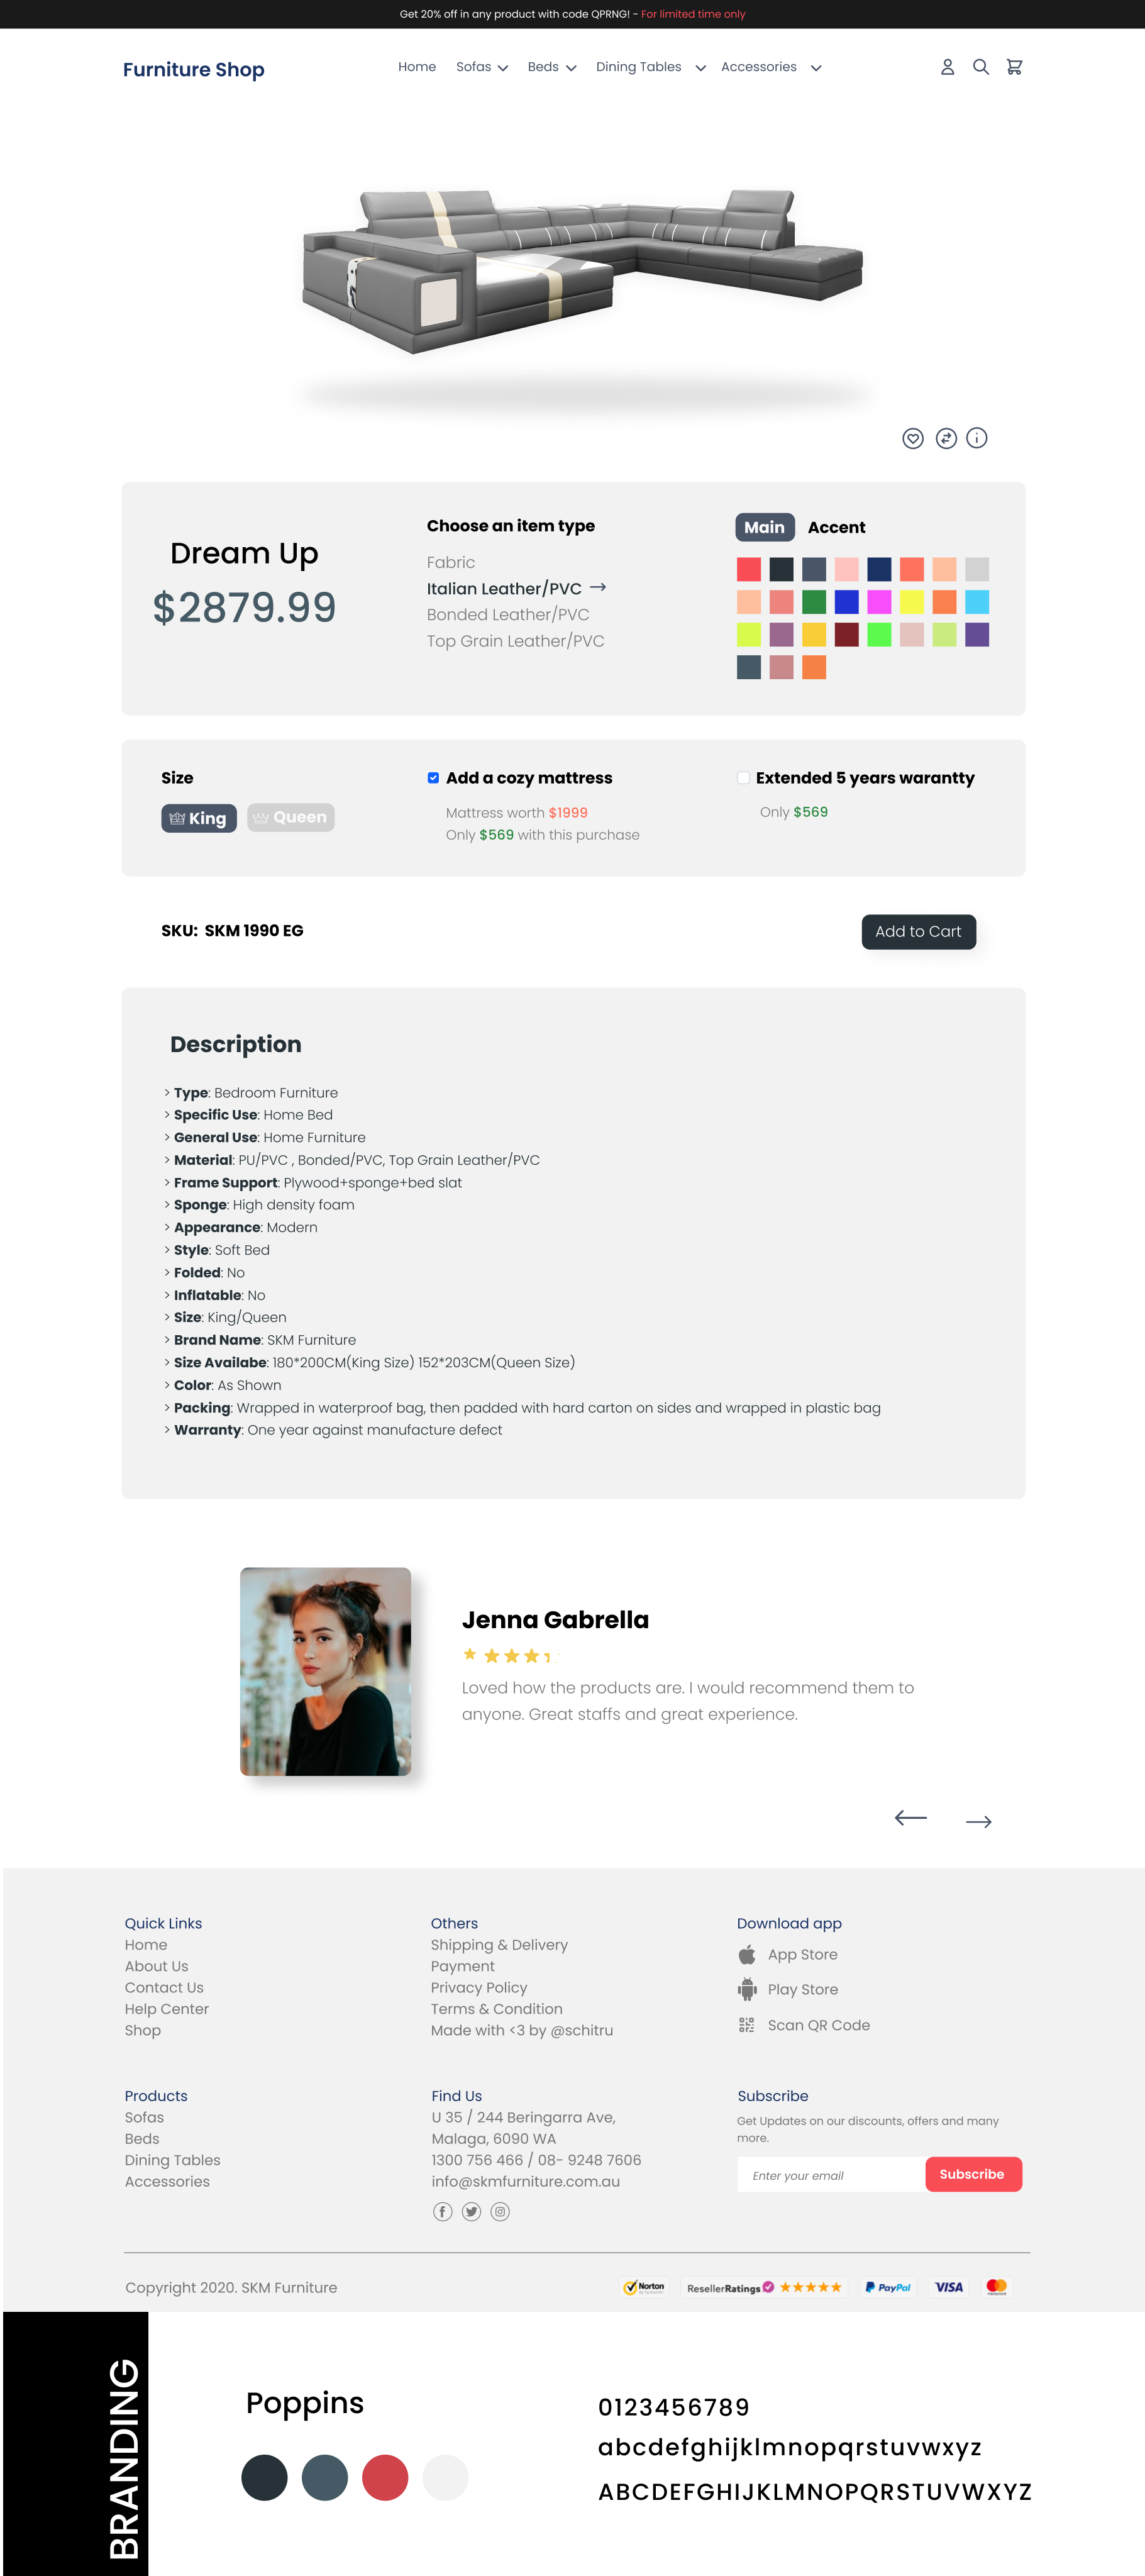 Get 20% off in any product with code QPRNG! - For limited time only
Furniture Shop
Home Sofas Beds Dining Tables Accessories
Dream Up
$2879.99
Choose an item type
Fabric
Italian Leather/PVC
Bonded Leather/PVC
Top Grain Leather/PVC
Main Accent
Size
King Queen
Add a cozy mattress
Mattress worth $1999
Only $569 with this purchase
Extended 5 years warantty
Only $569
SKU: SKM 1990 EG
Add to Cart
Description
> Type: Bedroom Furniture
> Specific Use: Home Bed
> General Use: Home Furniture
> Material: PU/PVC , Bonded/PVC, Top Grain Leather/PVC
> Frame Support: Plywood+sponge+bed slat
> Sponge: High density foam
> Appearance: Modern
> Style: Soft Bed
> Folded: No
> Inflatable: No
> Size: King/Queen
> Brand Name: SKM Furniture
> Size Availabe: 180*200CM(King Size) 152*203CM(Queen Size)
> Color: As Shown
> Packing: Wrapped in waterproof bag, then padded with hard carton on sides and wrapped in plastic bag
> Warranty: One year against manufacture defect
Jenna Gabrella
Loved how the products are. I would recommend them to
anyone. Great staffs and great experience.
Quick Links
Home
About Us
Contact Us
Help Center
Shop
Others
Shipping & Delivery
Payment
Privacy Policy
Terms & Condition
Made with <3 by @schitru
Download app
App Store
Play Store
Scan QR Code
Products
Sofas
Beds
Dining Tables
Accessories
Find Us
U 35 / 244 Beringarra Ave,
Malaga, 6090 WA
1300 756 466 / 08- 9248 7606
info@skmfurniture.com.au
Subscribe
Get Updates on our discounts, offers and many
more.
Enter your email
Subscribe
Copyright 2020. SKM Furniture
Norton
ResellerRatings
PayPal
VISA
BRANDING
Poppins
0123456789
abcdefghijklmnopqrstuvwxyz
ABCDEFGHIJKLMNOPQRSTUVWXYZ